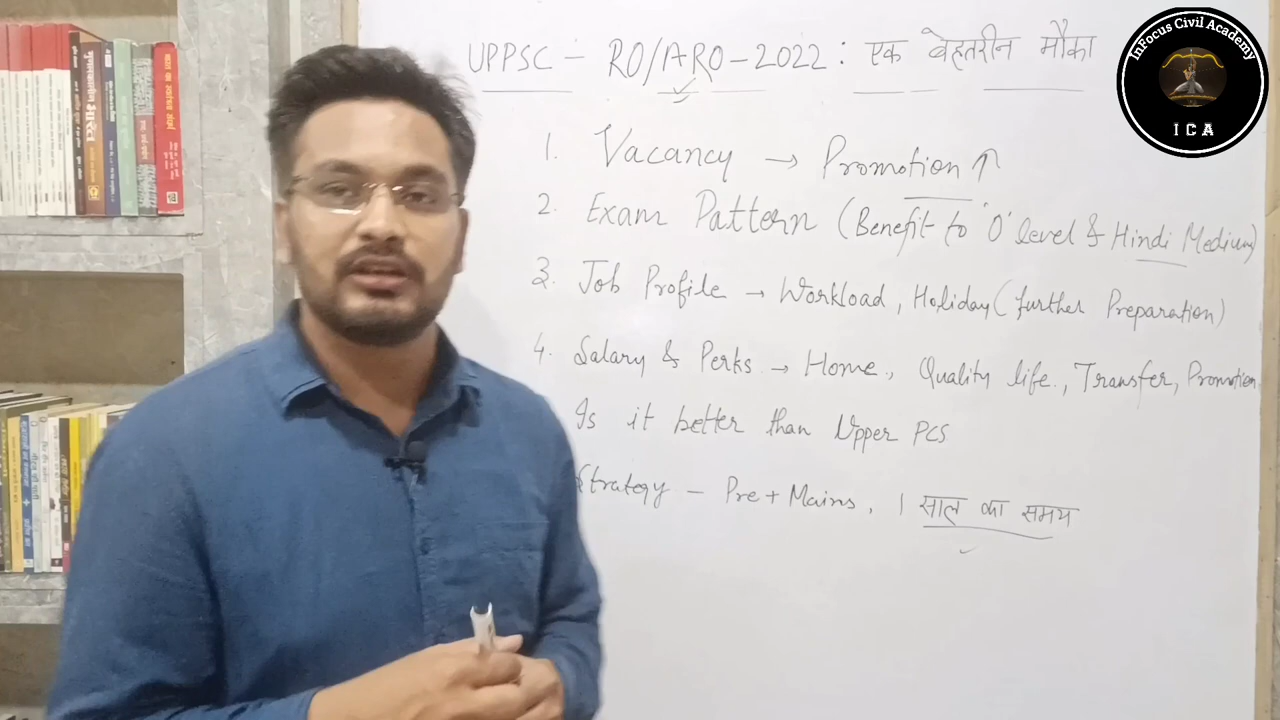 UPPSC – RO/ARO-2022 : एक बेहतरीन मौका
InFocus Civil Academy
ICA
1. Vacancy → Promotion ↑
2. Exam Pattern (Benefit to 'O' level & Hindi Medium)
3. Job Profile → Workload, Holiday (further Preparation)
4. Salary & Perks → Home, Quality life, Transfer, Promotion
Is it better than Upper PCS
Strategy – Pre + Mains, 1 साल का समय